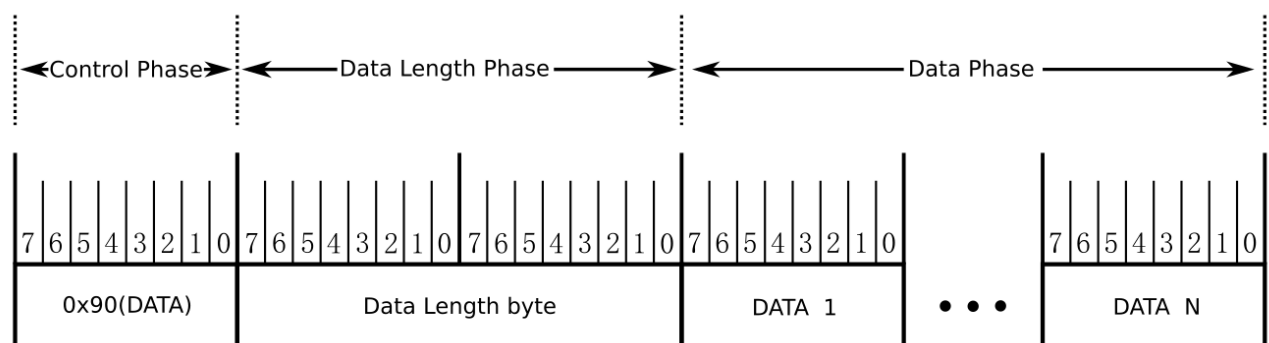 Control Phase Data Length Phase Data Phase
7 6 5 4 3 2 1 0 7 6 5 4 3 2 1 0 7 6 5 4 3 2 1 0 7 6 5 4 3 2 1 0 7 6 5 4 3 2 1 0
0x90(DATA) Data Length byte DATA 1 • • • DATA N